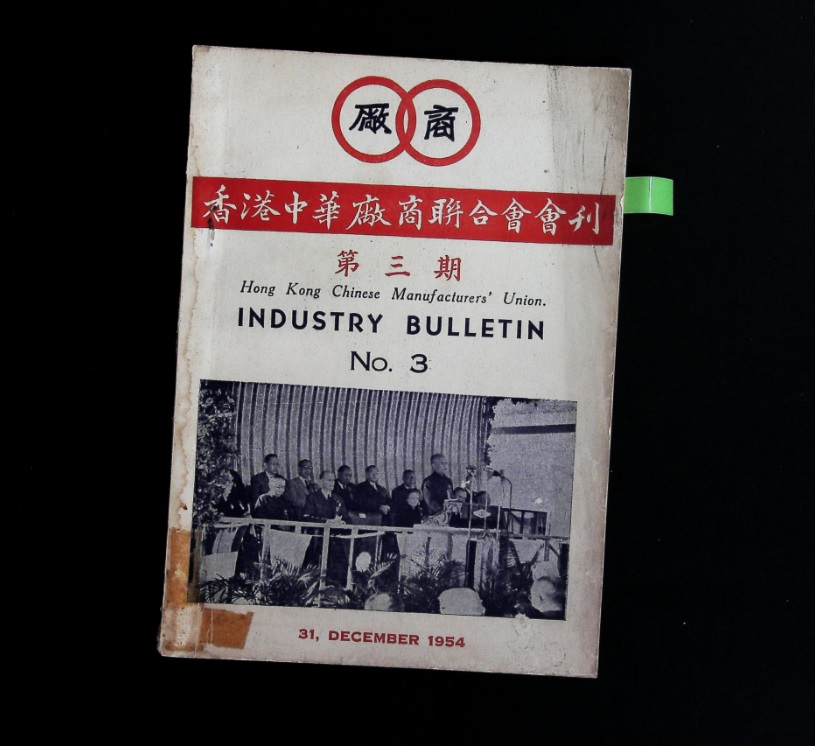 廠 商
香港中華廠商聯合會會刊
第三期
Hong Kong Chinese Manufacturers' Union.
INDUSTRY BULLETIN
No. 3
31, DECEMBER 1954